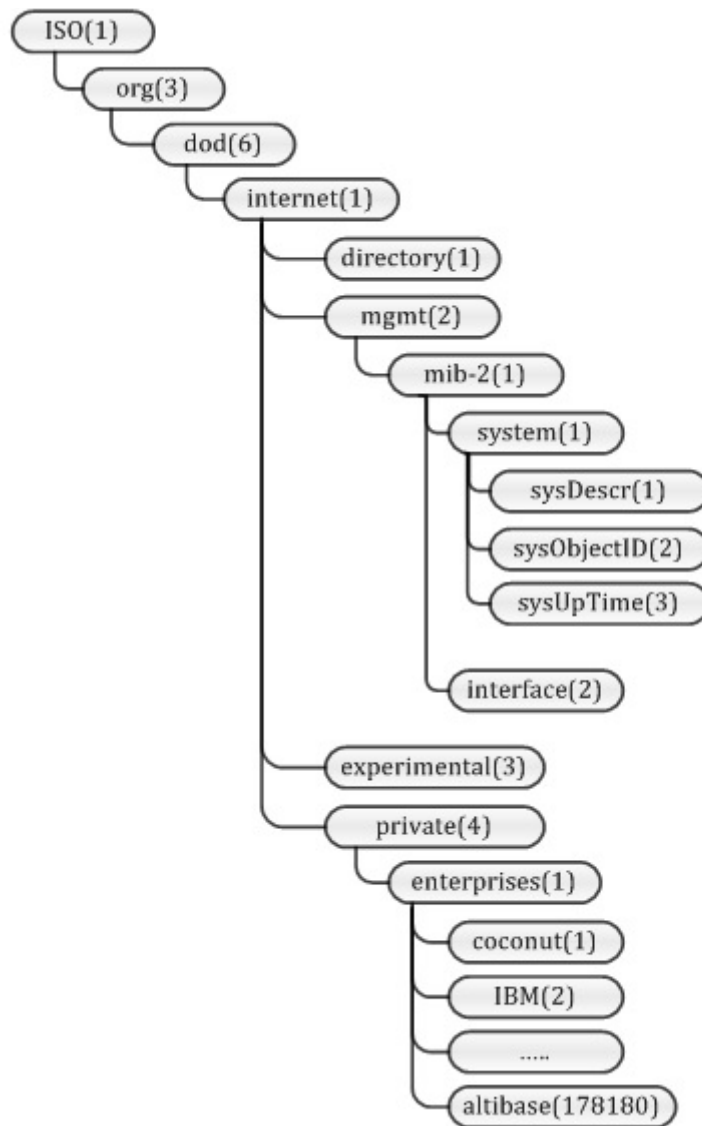 ISO(1)
org(3)
dod(6)
internet(1)
directory(1)
mgmt(2)
mib-2(1)
system(1)
sysDescr(1)
sysObjectID(2)
sysUpTime(3)
interface(2)
experimental(3)
private(4)
enterprises(1)
coconut(1)
IBM(2)
.....
altibase(178180)